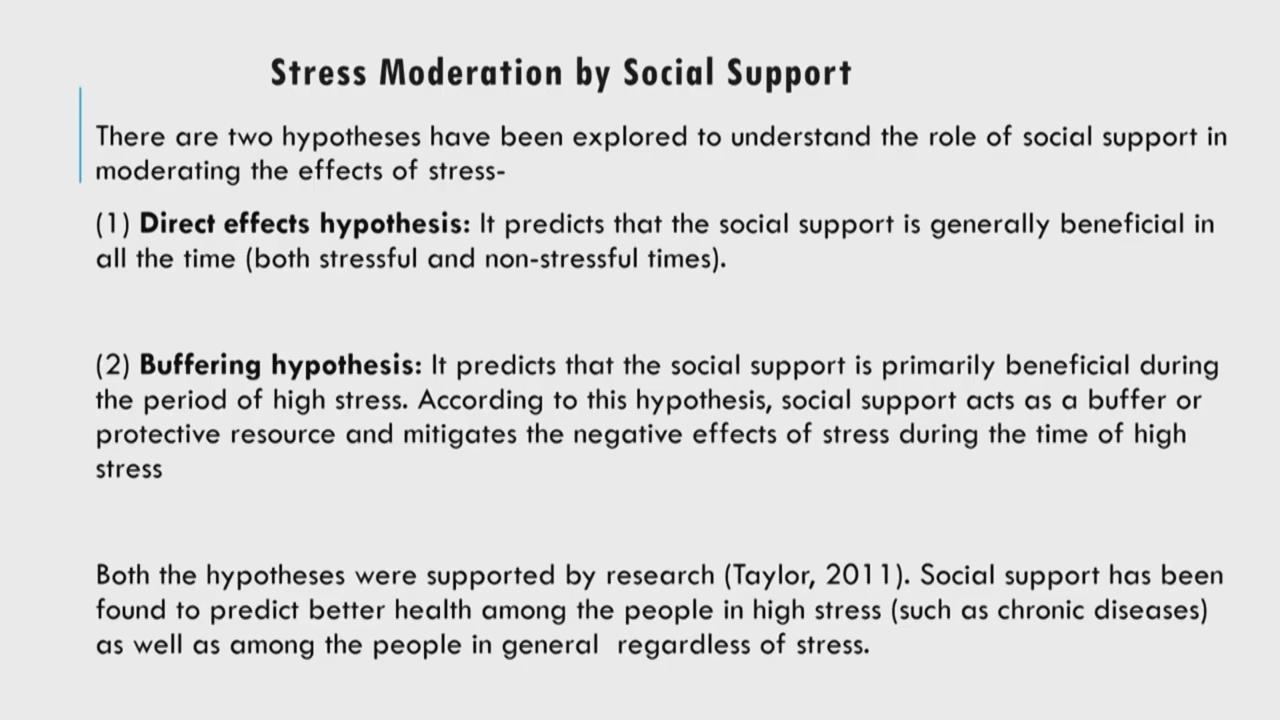 Stress Moderation by Social Support
There are two hypotheses have been explored to understand the role of social support in
moderating the effects of stress-
(1) Direct effects hypothesis: It predicts that the social support is generally beneficial in
all the time (both stressful and non-stressful times).
(2) Buffering hypothesis: It predicts that the social support is primarily beneficial during
the period of high stress. According to this hypothesis, social support acts as a buffer or
protective resource and mitigates the negative effects of stress during the time of high
stress
Both the hypotheses were supported by research (Taylor, 2011). Social support has been
found to predict better health among the people in high stress (such as chronic diseases)
as well as among the people in general  regardless of stress.